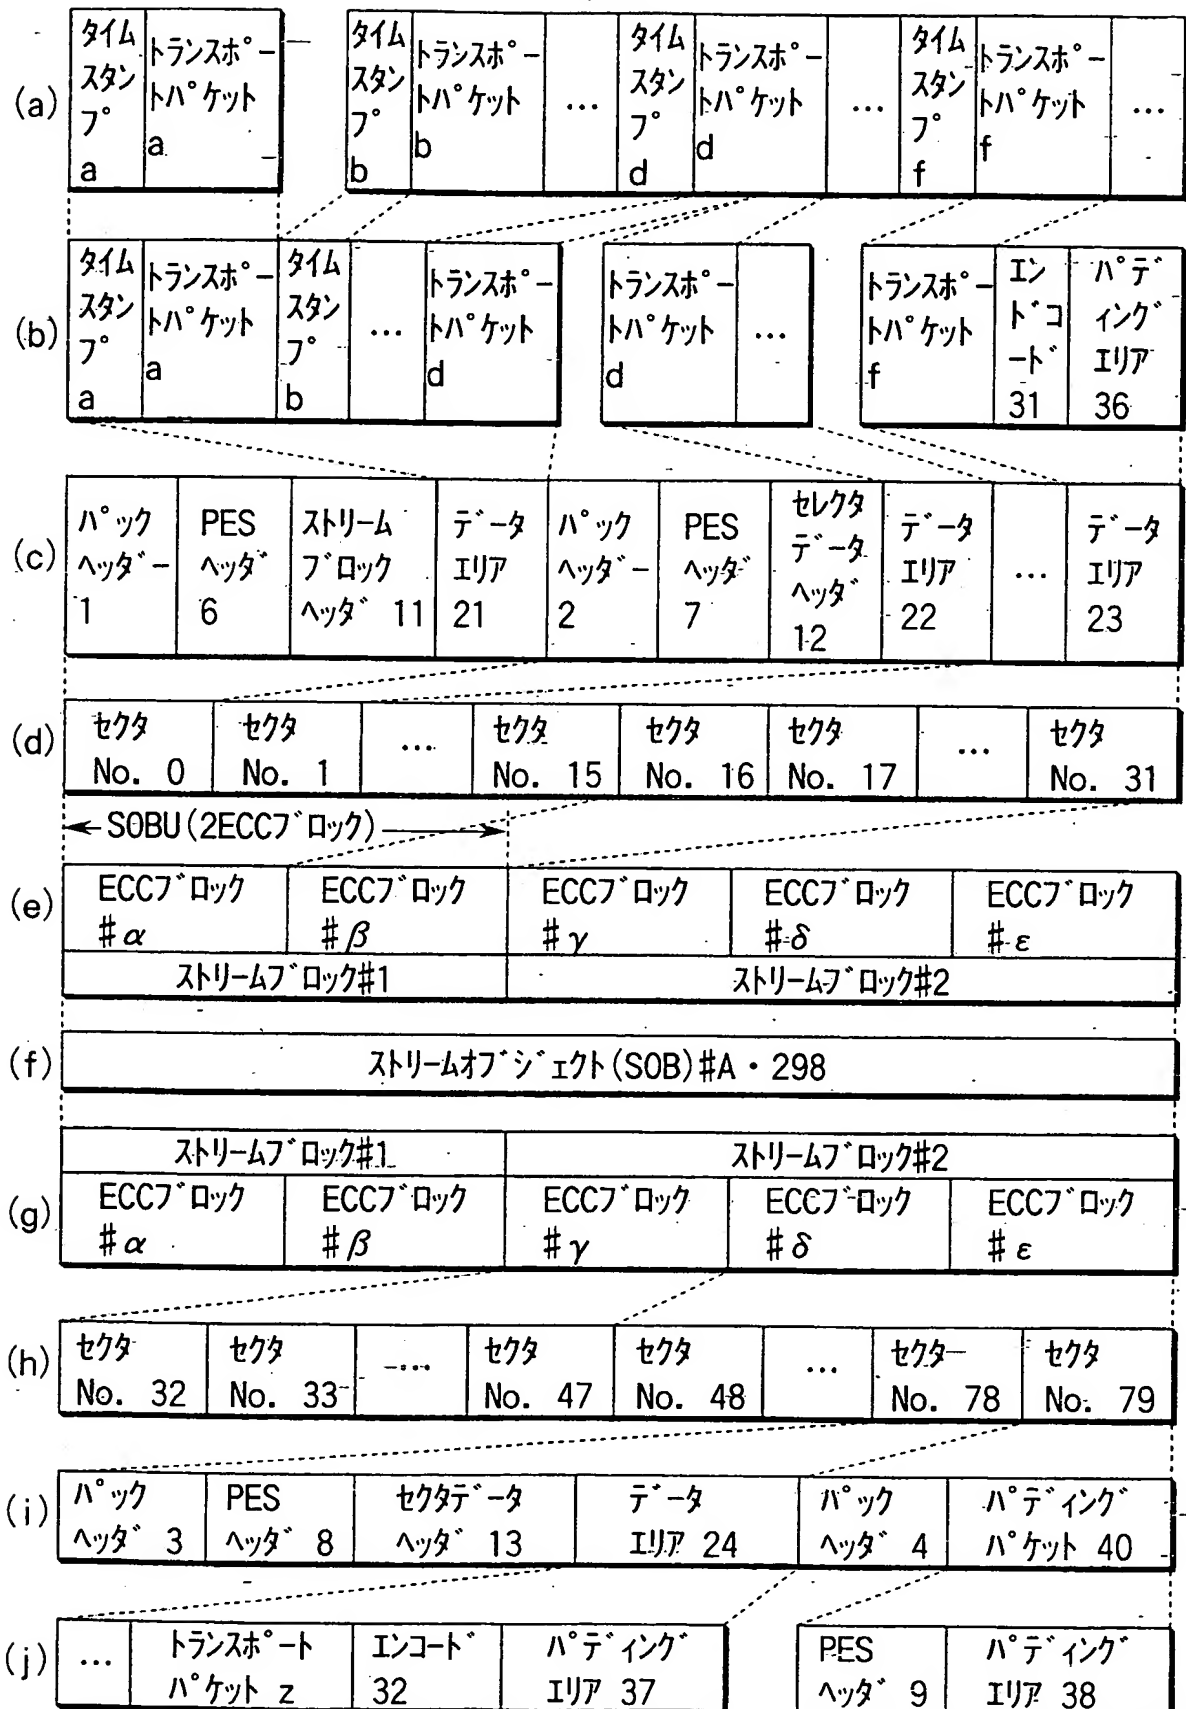 (a)
タイム
スタン
プ
a
トランスポー
トパケット
a
タイム
スタン
プ
b
トランスポー
トパケット
b
…
タイム
スタン
プ
d
トランスポー
トパケット
d
…
タイム
スタン
プ
f
トランスポー
トパケット
f
…
(b)
タイム
スタン
プ
a
トランスポー
トパケット
a
タイム
スタン
プ
b
…
トランスポー
トパケット
d
トランスポー
トパケット
d
…
トランスポー
トパケット
f
エン
ドコ
ード
31
パデ
ィング
エリア
36
(c)
パック
ヘッダー
1
PES
ヘッダ
6
ストリーム
ブロック
ヘッダ 11
データ
エリア
21
パック
ヘッダー
2
PES
ヘッダ
7
セレクタ
データ
ヘッダ
12
データ
エリア
22
…
データ
エリア
23
(d)
セクタ
No. 0
セクタ
No. 1
…
セクタ
No. 15
セクタ
No. 16
セクタ
No. 17
…
セクタ
No. 31
SOBU(2ECCブロック)
(e)
ECCブロック
#α
ECCブロック
#β
ECCブロック
#γ
ECCブロック
#δ
ECCブロック
#ε
ストリームブロック#1
ストリームブロック#2
(f)
ストリームオブジェクト(SOB)#A・298
ストリームブロック#1
ストリームブロック#2
(g)
ECCブロック
#α
ECCブロック
#β
ECCブロック
#γ
ECCブロック
#δ
ECCブロック
#ε
(h)
セクタ
No. 32
セクタ
No. 33
…
セクタ
No. 47
セクタ
No. 48
…
セクタ
No. 78
セクタ
No. 79
(i)
パック
ヘッダ 3
PES
ヘッダ 8
セクタデータ
ヘッダ 13
データ
エリア 24
パック
ヘッダ 4
パディング
パケット 40
(j)
…
トランスポート
パケット z
エンコード
32
パディング
エリア 37
PES
ヘッダ 9
パディング
エリア 38